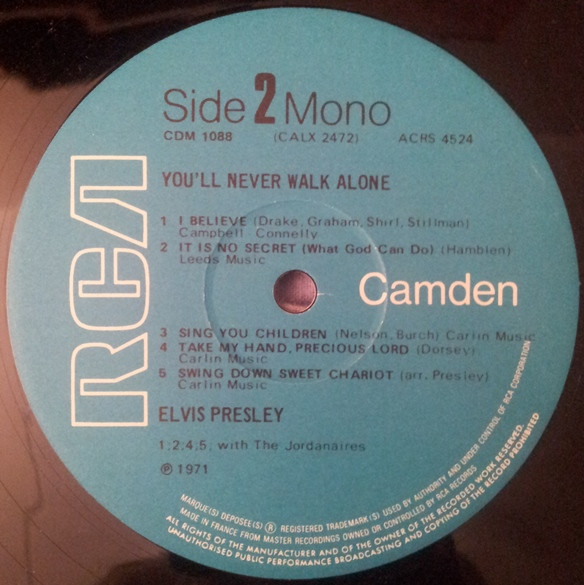 Side 2 Mono
CDM 1088 (CALX 2472) ACRS 4524
YOU'LL NEVER WALK ALONE
1 I BELIEVE (Drake, Graham, Shirl, Stillman)
Campbell Connelly
2 IT IS NO SECRET (What God Can Do) (Hamblen)
Leeds Music
RCA
Camden
3 SING YOU CHILDREN (Nelson, Burch) Carlin Music
4 TAKE MY HAND, PRECIOUS LORD (Dorsey)
Carlin Music
5 SWING DOWN SWEET CHARIOT (arr. Presley)
Carlin Music
ELVIS PRESLEY
1;2;4;5; with The Jordanaires
℗ 1971
MARQUE(S) DEPOSEE(S) ® REGISTERED TRADEMARK(S) USED BY AUTHORITY AND UNDER CONTROL OF RCA CORPORATION
MADE IN FRANCE FROM MASTER RECORDINGS OWNED OR CONTROLLED BY RCA RECORDS
ALL RIGHTS OF THE MANUFACTURER AND OF THE OWNER OF THE RECORDED WORK RESERVED.
UNAUTHORISED PUBLIC PERFORMANCE BROADCASTING AND COPYING OF THE RECORD PROHIBITED